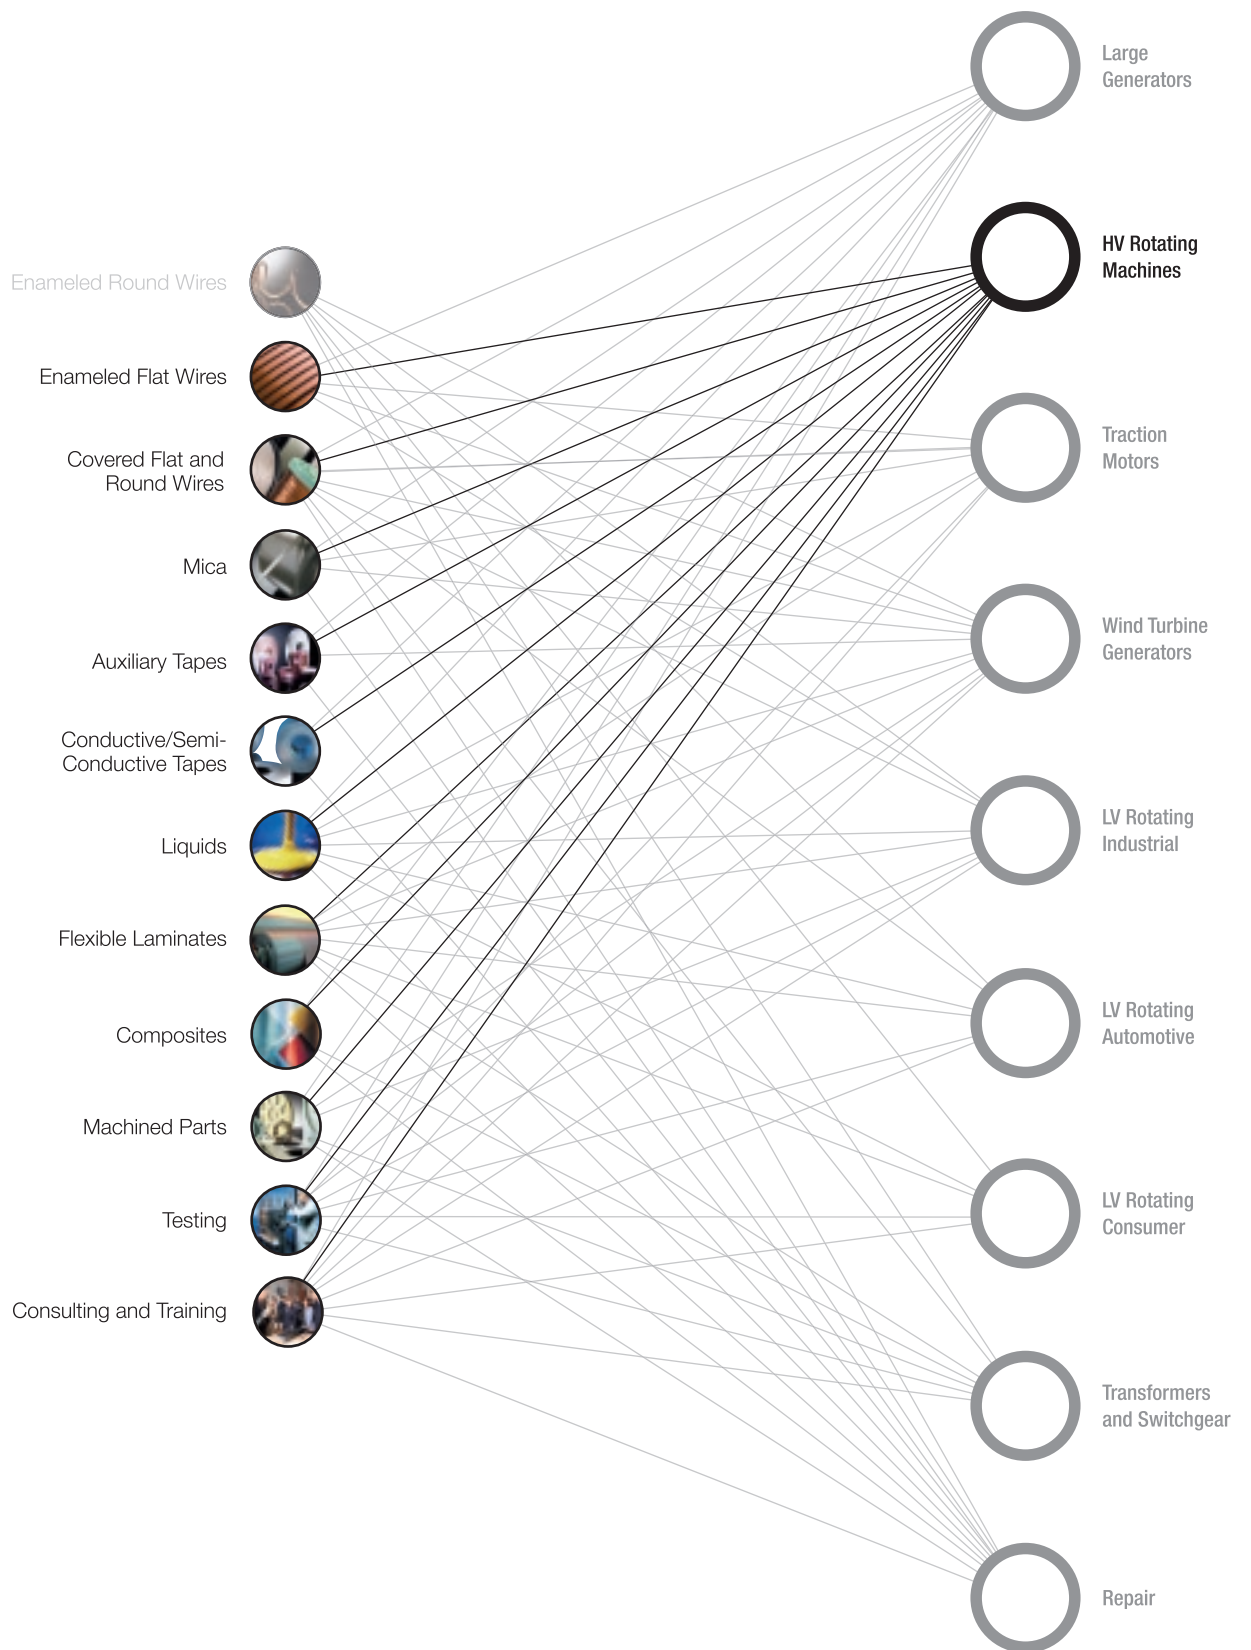 Large
Generators
HV Rotating
Machines
Enameled Round Wires
Enameled Flat Wires
Traction
Motors
Covered Flat and
Round Wires
Mica
Wind Turbine
Generators
Auxiliary Tapes
Conductive/Semi-
Conductive Tapes
LV Rotating
Industrial
Liquids
Flexible Laminates
LV Rotating
Automotive
Composites
Machined Parts
LV Rotating
Consumer
Testing
Consulting and Training
Transformers
and Switchgear
Repair